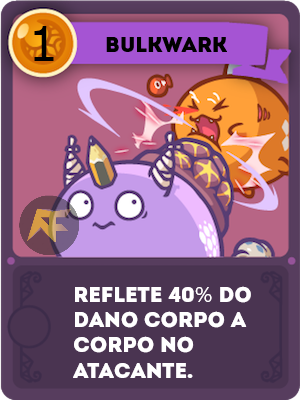 1
BULKWARK
REFLETE 40% DO
DANO CORPO A
CORPO NO
ATACANTE.